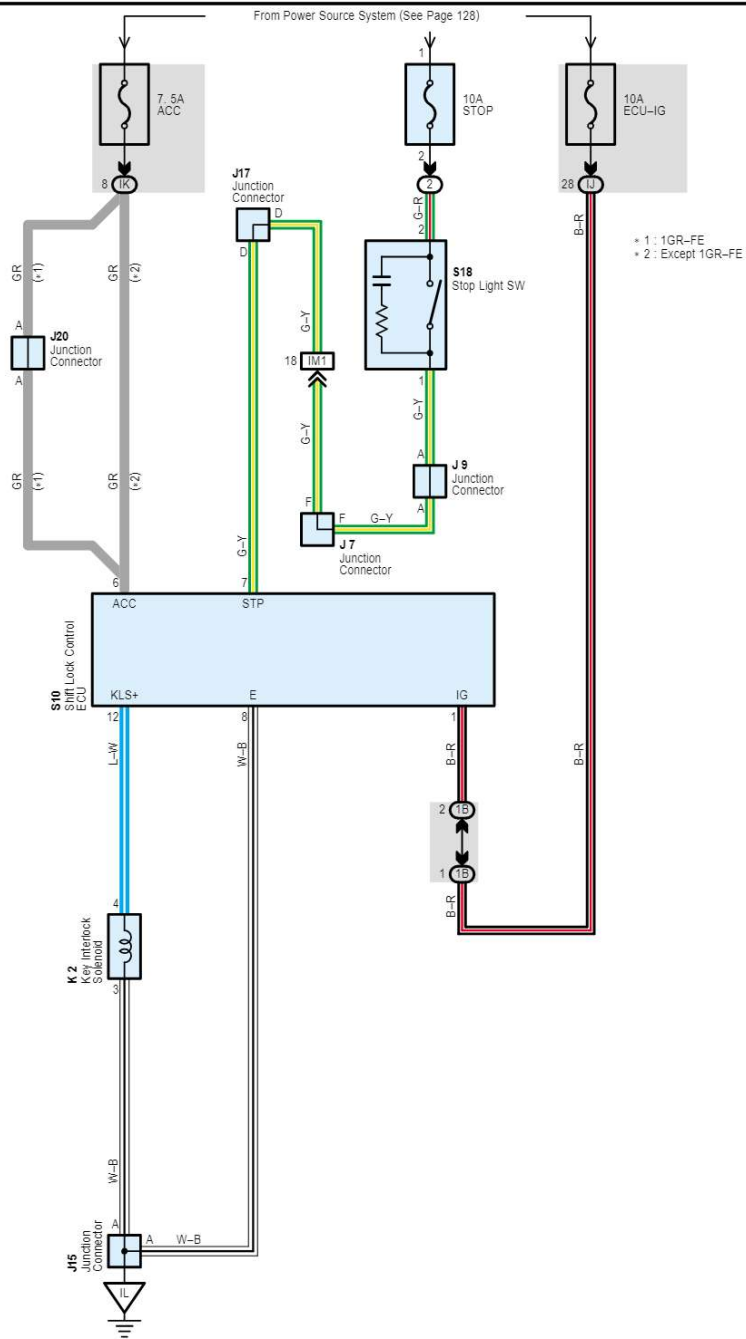 From Power Source System (See Page 128)
7. 5A
ACC
8 IK
1
10A
STOP
2
2
10A
ECU–IG
28 IJ
* 1 : 1GR–FE
* 2 : Except 1GR–FE
J17
Junction
Connector
D
D
G–R
2
S18
Stop Light SW
1
B–R
GR
(*1)
GR
(*2)
G–Y
18 IM1
G–Y
G–Y
A
J20
Junction
Connector
A
A
J 9
Junction
Connector
A
GR
(*1)
GR
(*2)
F
F
G–Y
J 7
Junction
Connector
G–Y
6
7
ACC
STP
S10
Shift Lock Control
ECU
KLS+
E
IG
12
8
1
L–W
W–B
B–R
B–R
2 1B
1 1B
B–R
4
K 2
Key Interlock
Solenoid
3
W–B
A
A
W–B
J15
Junction
Connector
IL